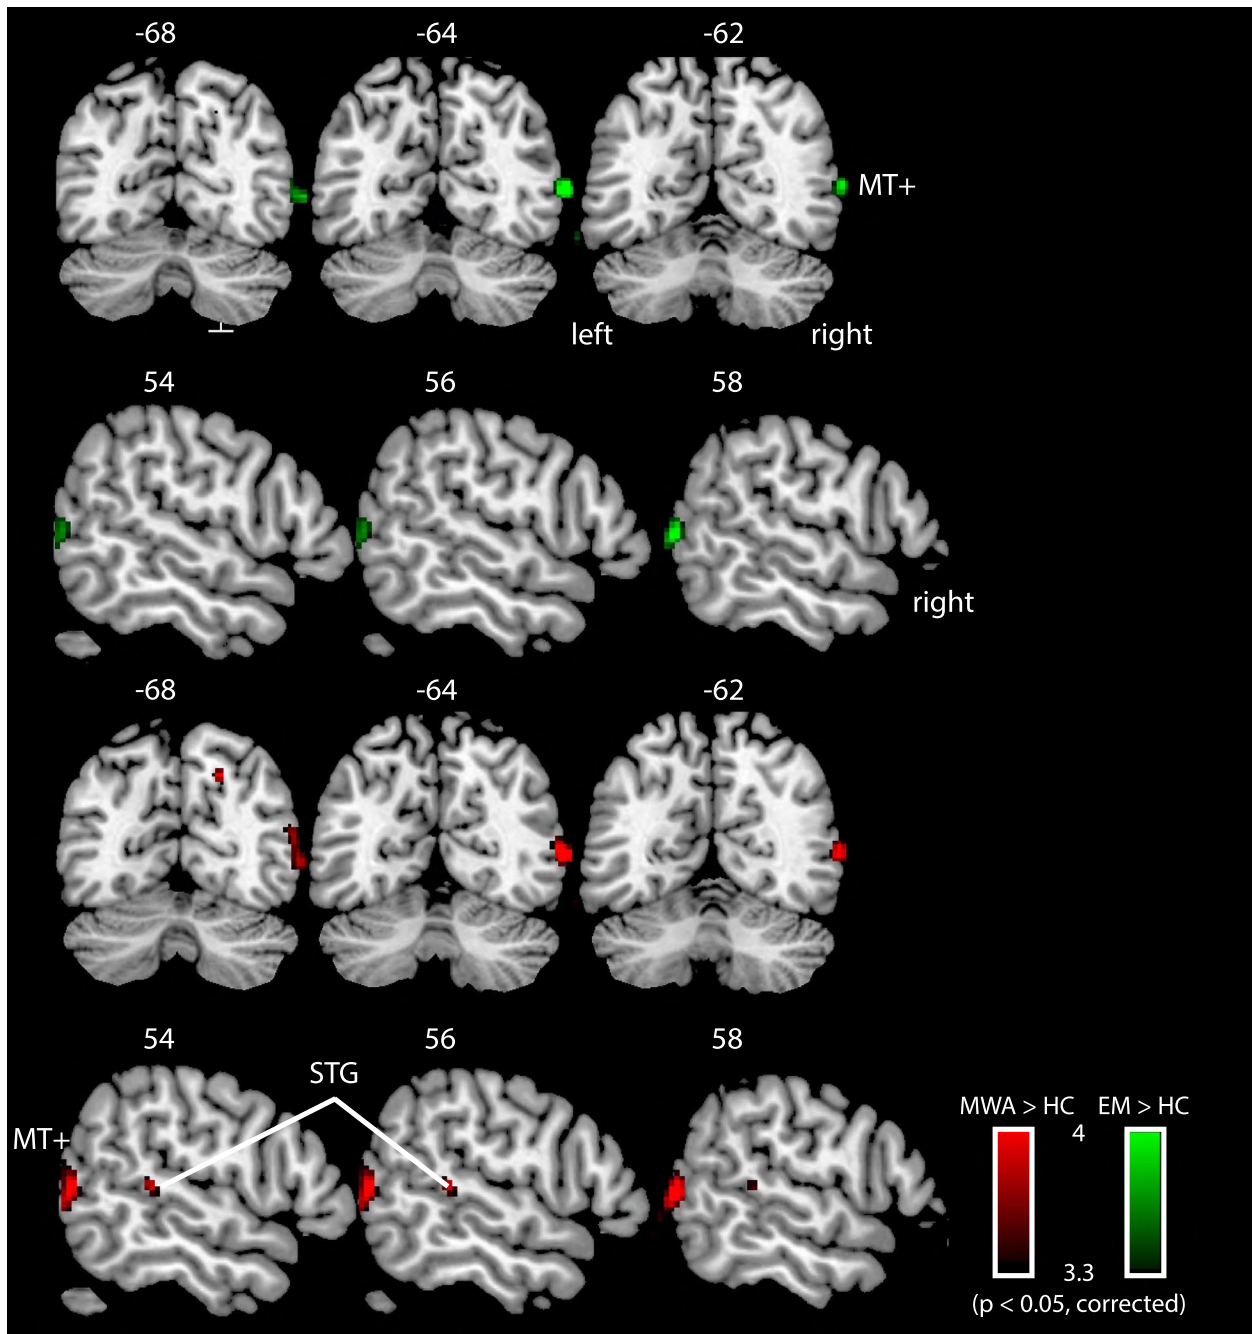 -68 -64 -62
MT+
left right
54 56 58
right
-68 -64 -62
54 56 58
STG
MWA > HC EM > HC
MT+ 4
3.3
(p < 0.05, corrected)